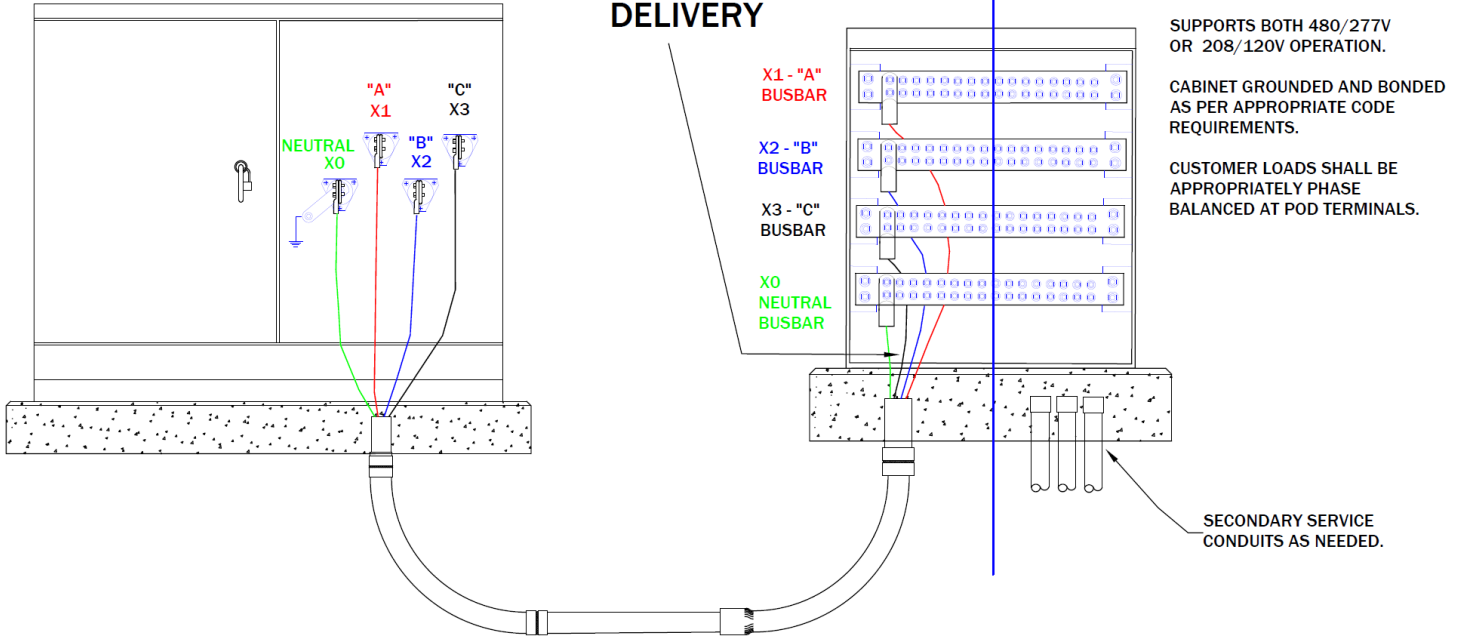 DELIVERY
"A"
X1
"C"
X3
NEUTRAL
X0
"B"
X2
X1 - "A"
BUSBAR
X2 - "B"
BUSBAR
X3 - "C"
BUSBAR
X0
NEUTRAL
BUSBAR
SUPPORTS BOTH 480/277V
OR 208/120V OPERATION.
CABINET GROUNDED AND BONDED
AS PER APPROPRIATE CODE
REQUIREMENTS.
CUSTOMER LOADS SHALL BE
APPROPRIATELY PHASE
BALANCED AT POD TERMINALS.
SECONDARY SERVICE
CONDUITS AS NEEDED.